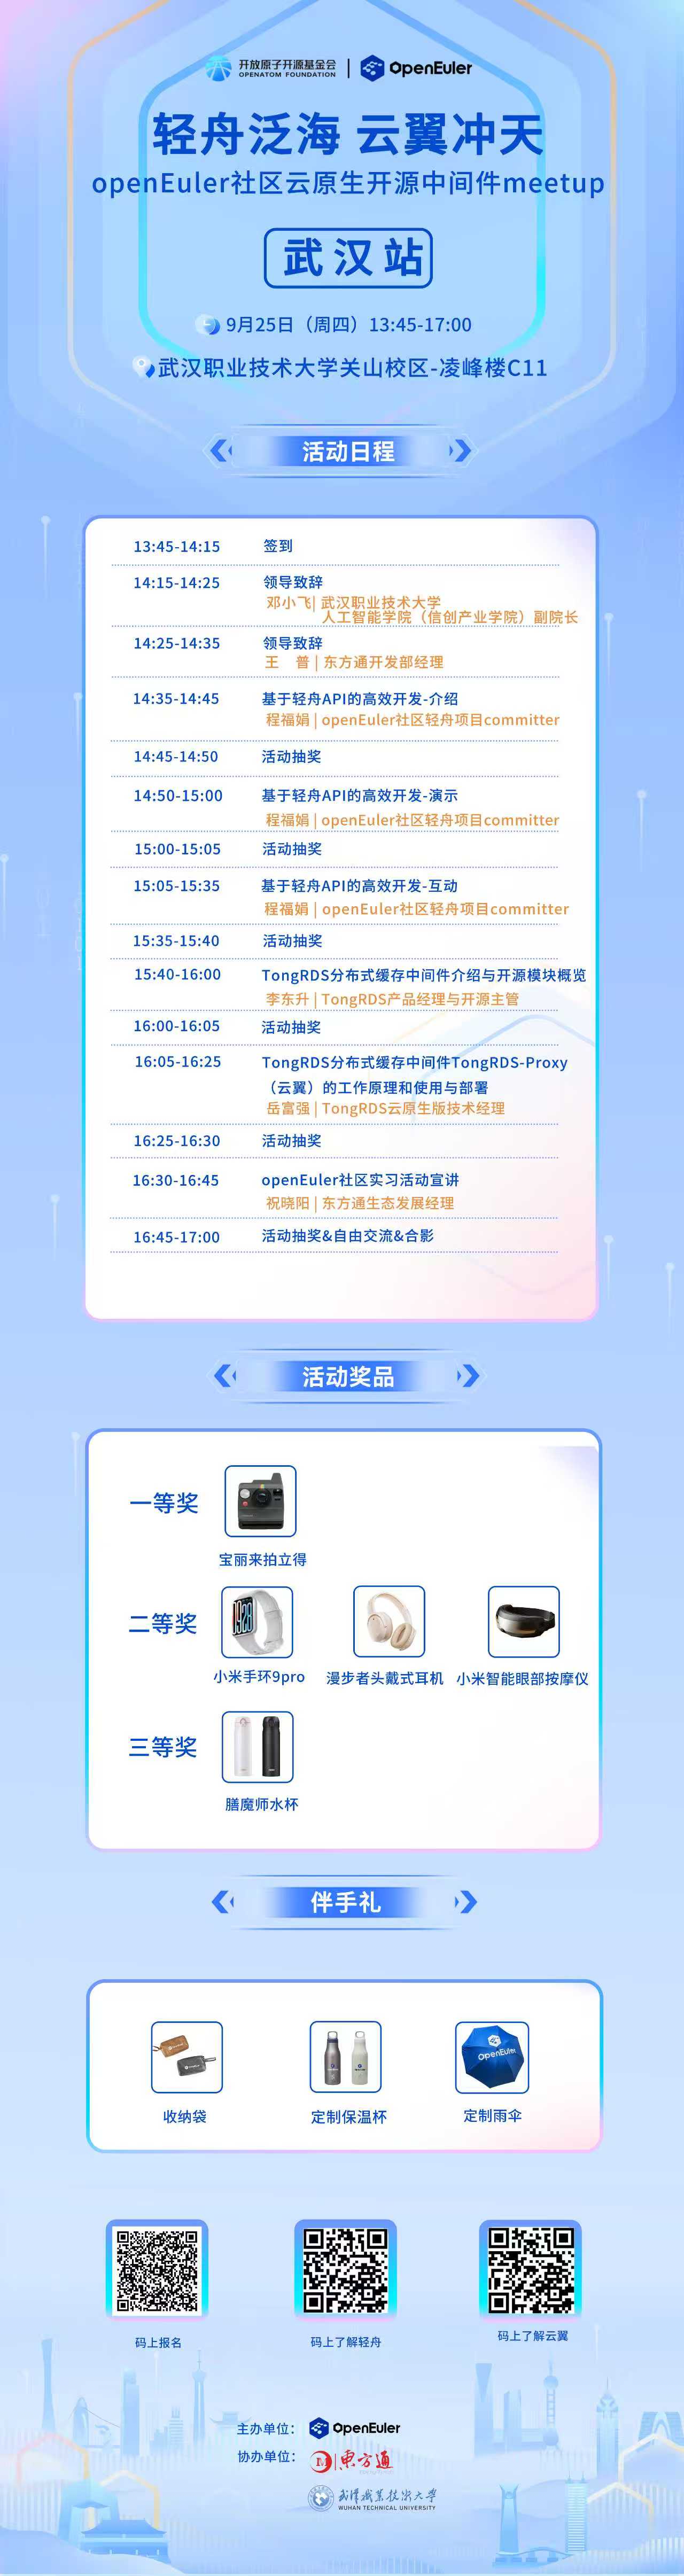 开放原子开源基金会
OPENATOM FOUNDATION
OpenEuler
轻舟泛海 云翼冲天
openEuler社区云原生开源中间件meetup
武汉站
9月25日（周四）13:45-17:00
武汉职业技术大学关山校区-凌峰楼C11
活动日程
13:45-14:15 签到
14:15-14:25 领导致辞
邓小飞| 武汉职业技术大学
人工智能学院（信创产业学院）副院长
14:25-14:35 领导致辞
王 普 | 东方通开发部经理
14:35-14:45 基于轻舟API的高效开发-介绍
程福娟 | openEuler社区轻舟项目committer
14:45-14:50 活动抽奖
14:50-15:00 基于轻舟API的高效开发-演示
程福娟 | openEuler社区轻舟项目committer
15:00-15:05 活动抽奖
15:05-15:35 基于轻舟API的高效开发-互动
程福娟 | openEuler社区轻舟项目committer
15:35-15:40 活动抽奖
15:40-16:00 TongRDS分布式缓存中间件介绍与开源模块概览
李东升 | TongRDS产品经理与开源主管
16:00-16:05 活动抽奖
16:05-16:25 TongRDS分布式缓存中间件TongRDS-Proxy
（云翼）的工作原理和使用与部署
岳富强 | TongRDS云原生版技术经理
16:25-16:30 活动抽奖
16:30-16:45 openEuler社区实习活动宣讲
祝晓阳 | 东方通生态发展经理
16:45-17:00 活动抽奖&自由交流&合影
活动奖品
一等奖
宝丽来拍立得
二等奖
小米手环9pro 漫步者头戴式耳机 小米智能眼部按摩仪
三等奖
膳魔师水杯
伴手礼
OpenEuler
收纳袋 定制保温杯 定制雨伞
码上报名 码上了解轻舟 码上了解云翼
主办单位： OpenEuler
协办单位： 东方通
武汉职业技术大学
WUHAN TECHNICAL UNIVERSITY